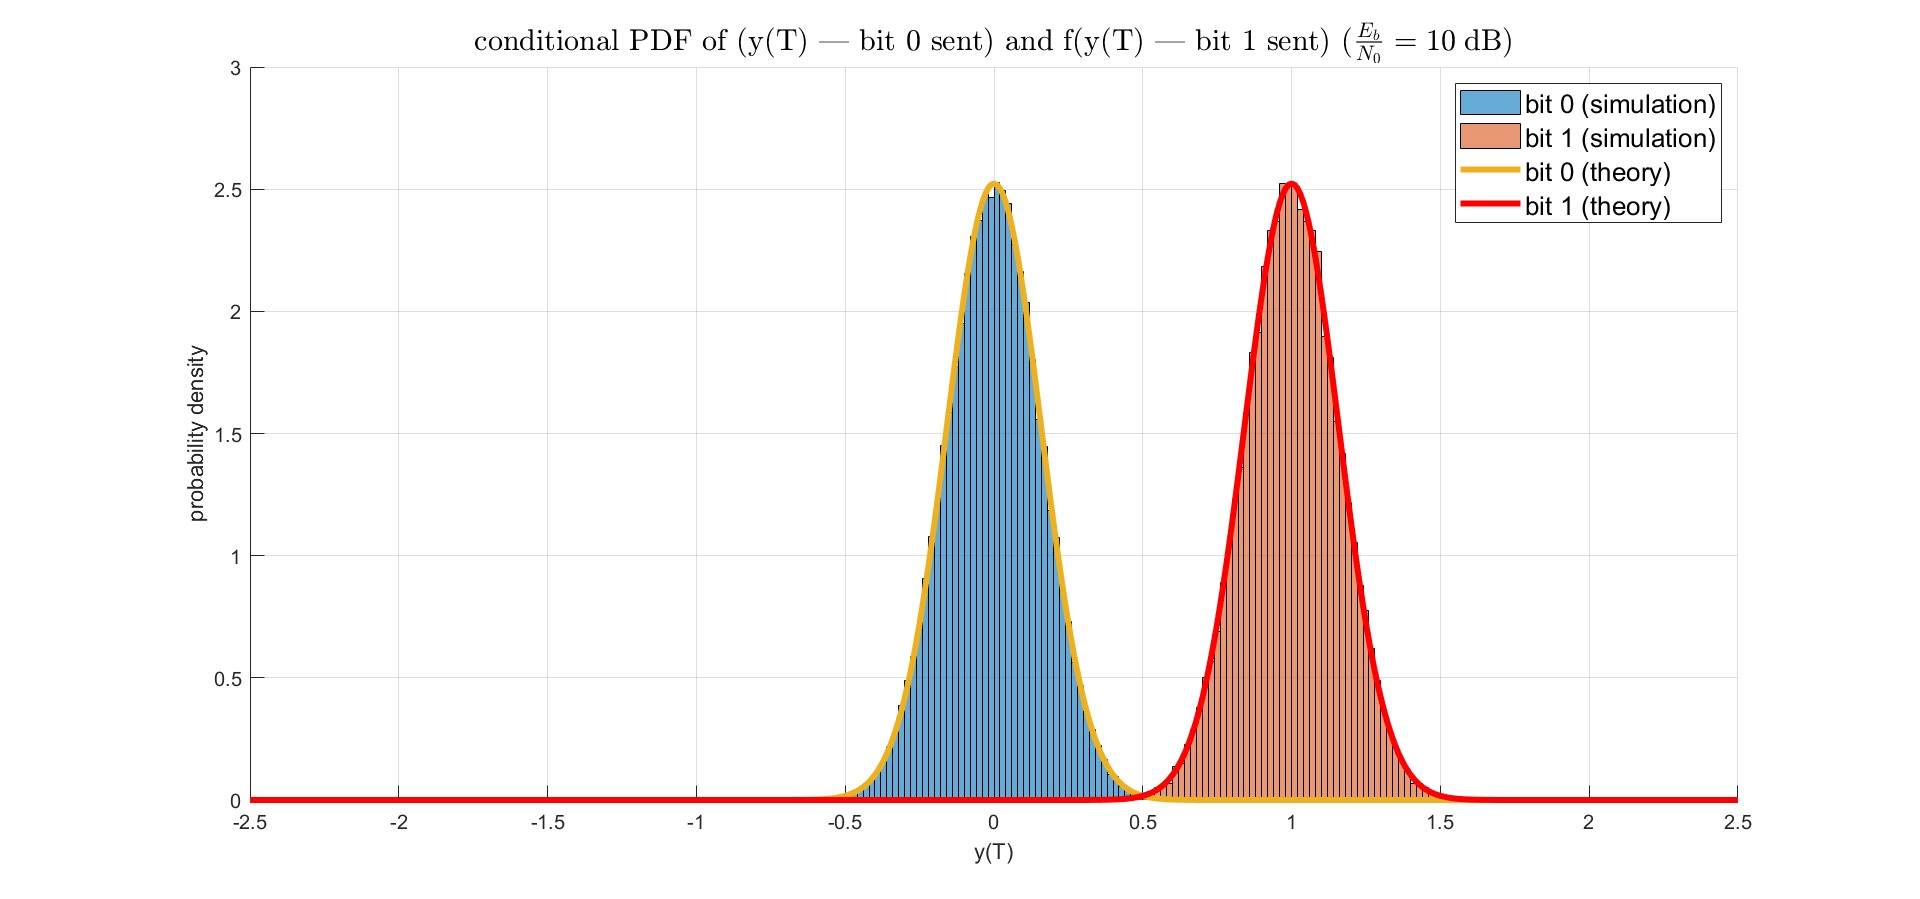 conditional PDF of (y(T) — bit 0 sent) and f(y(T) — bit 1 sent) (E_b/N_0 = 10 dB)
bit 0 (simulation)
bit 1 (simulation)
bit 0 (theory)
bit 1 (theory)
probability density
3
2.5
2
1.5
1
0.5
0
-2.5 -2 -1.5 -1 -0.5 0 0.5 1 1.5 2 2.5
y(T)